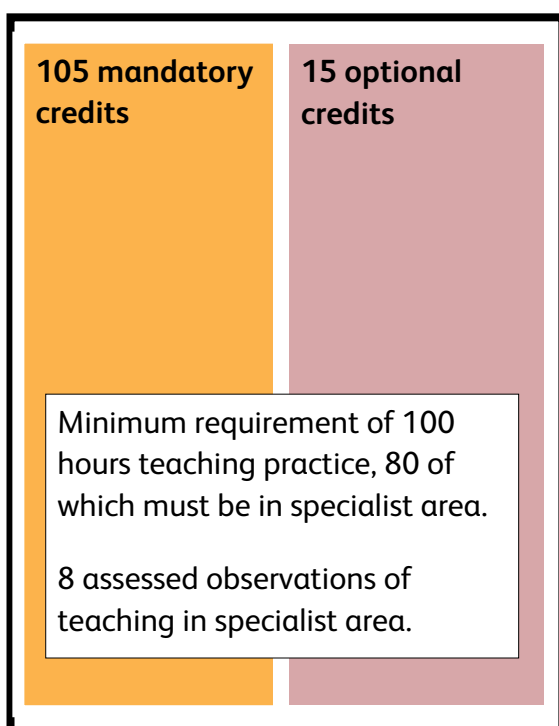 105 mandatory
credits
15 optional
credits
Minimum requirement of 100
hours teaching practice, 80 of
which must be in specialist area.
8 assessed observations of
teaching in specialist area.